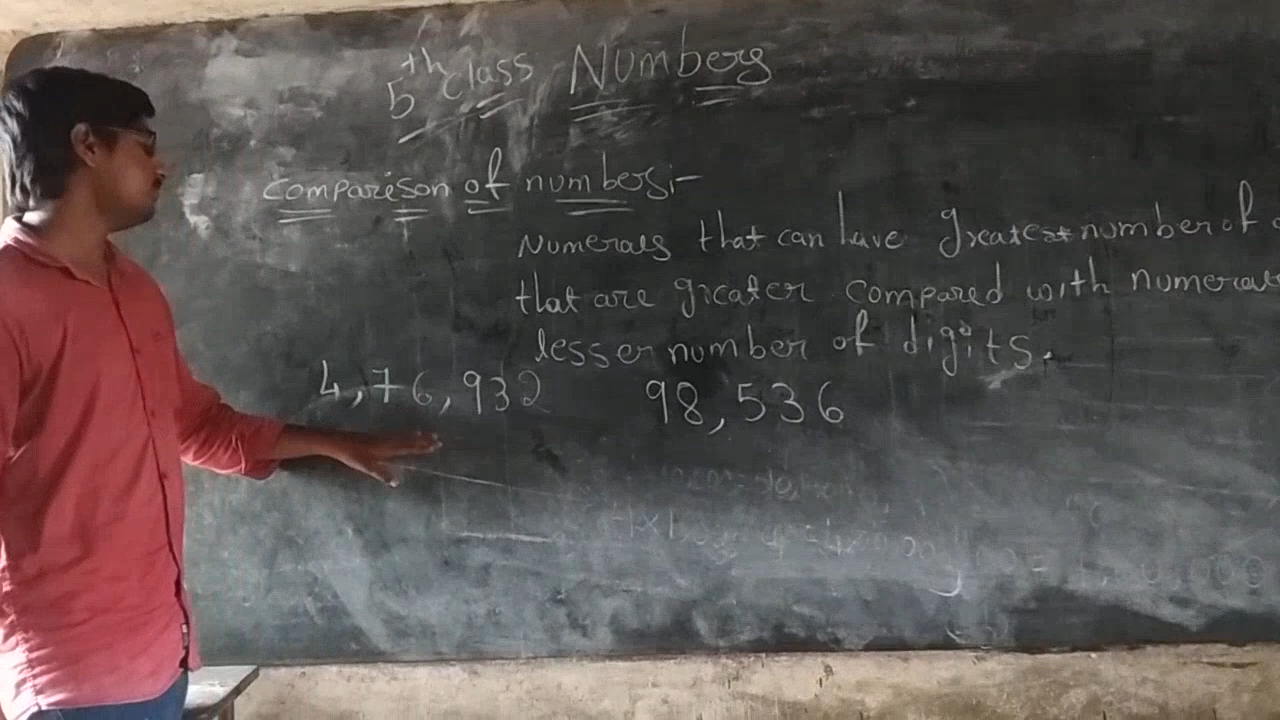 5th class Numbers
comparison of numbers:-
Numerals that can have greatest number of
that are greater compared with numerals
lesser number of digits.
4,76,932 98,536